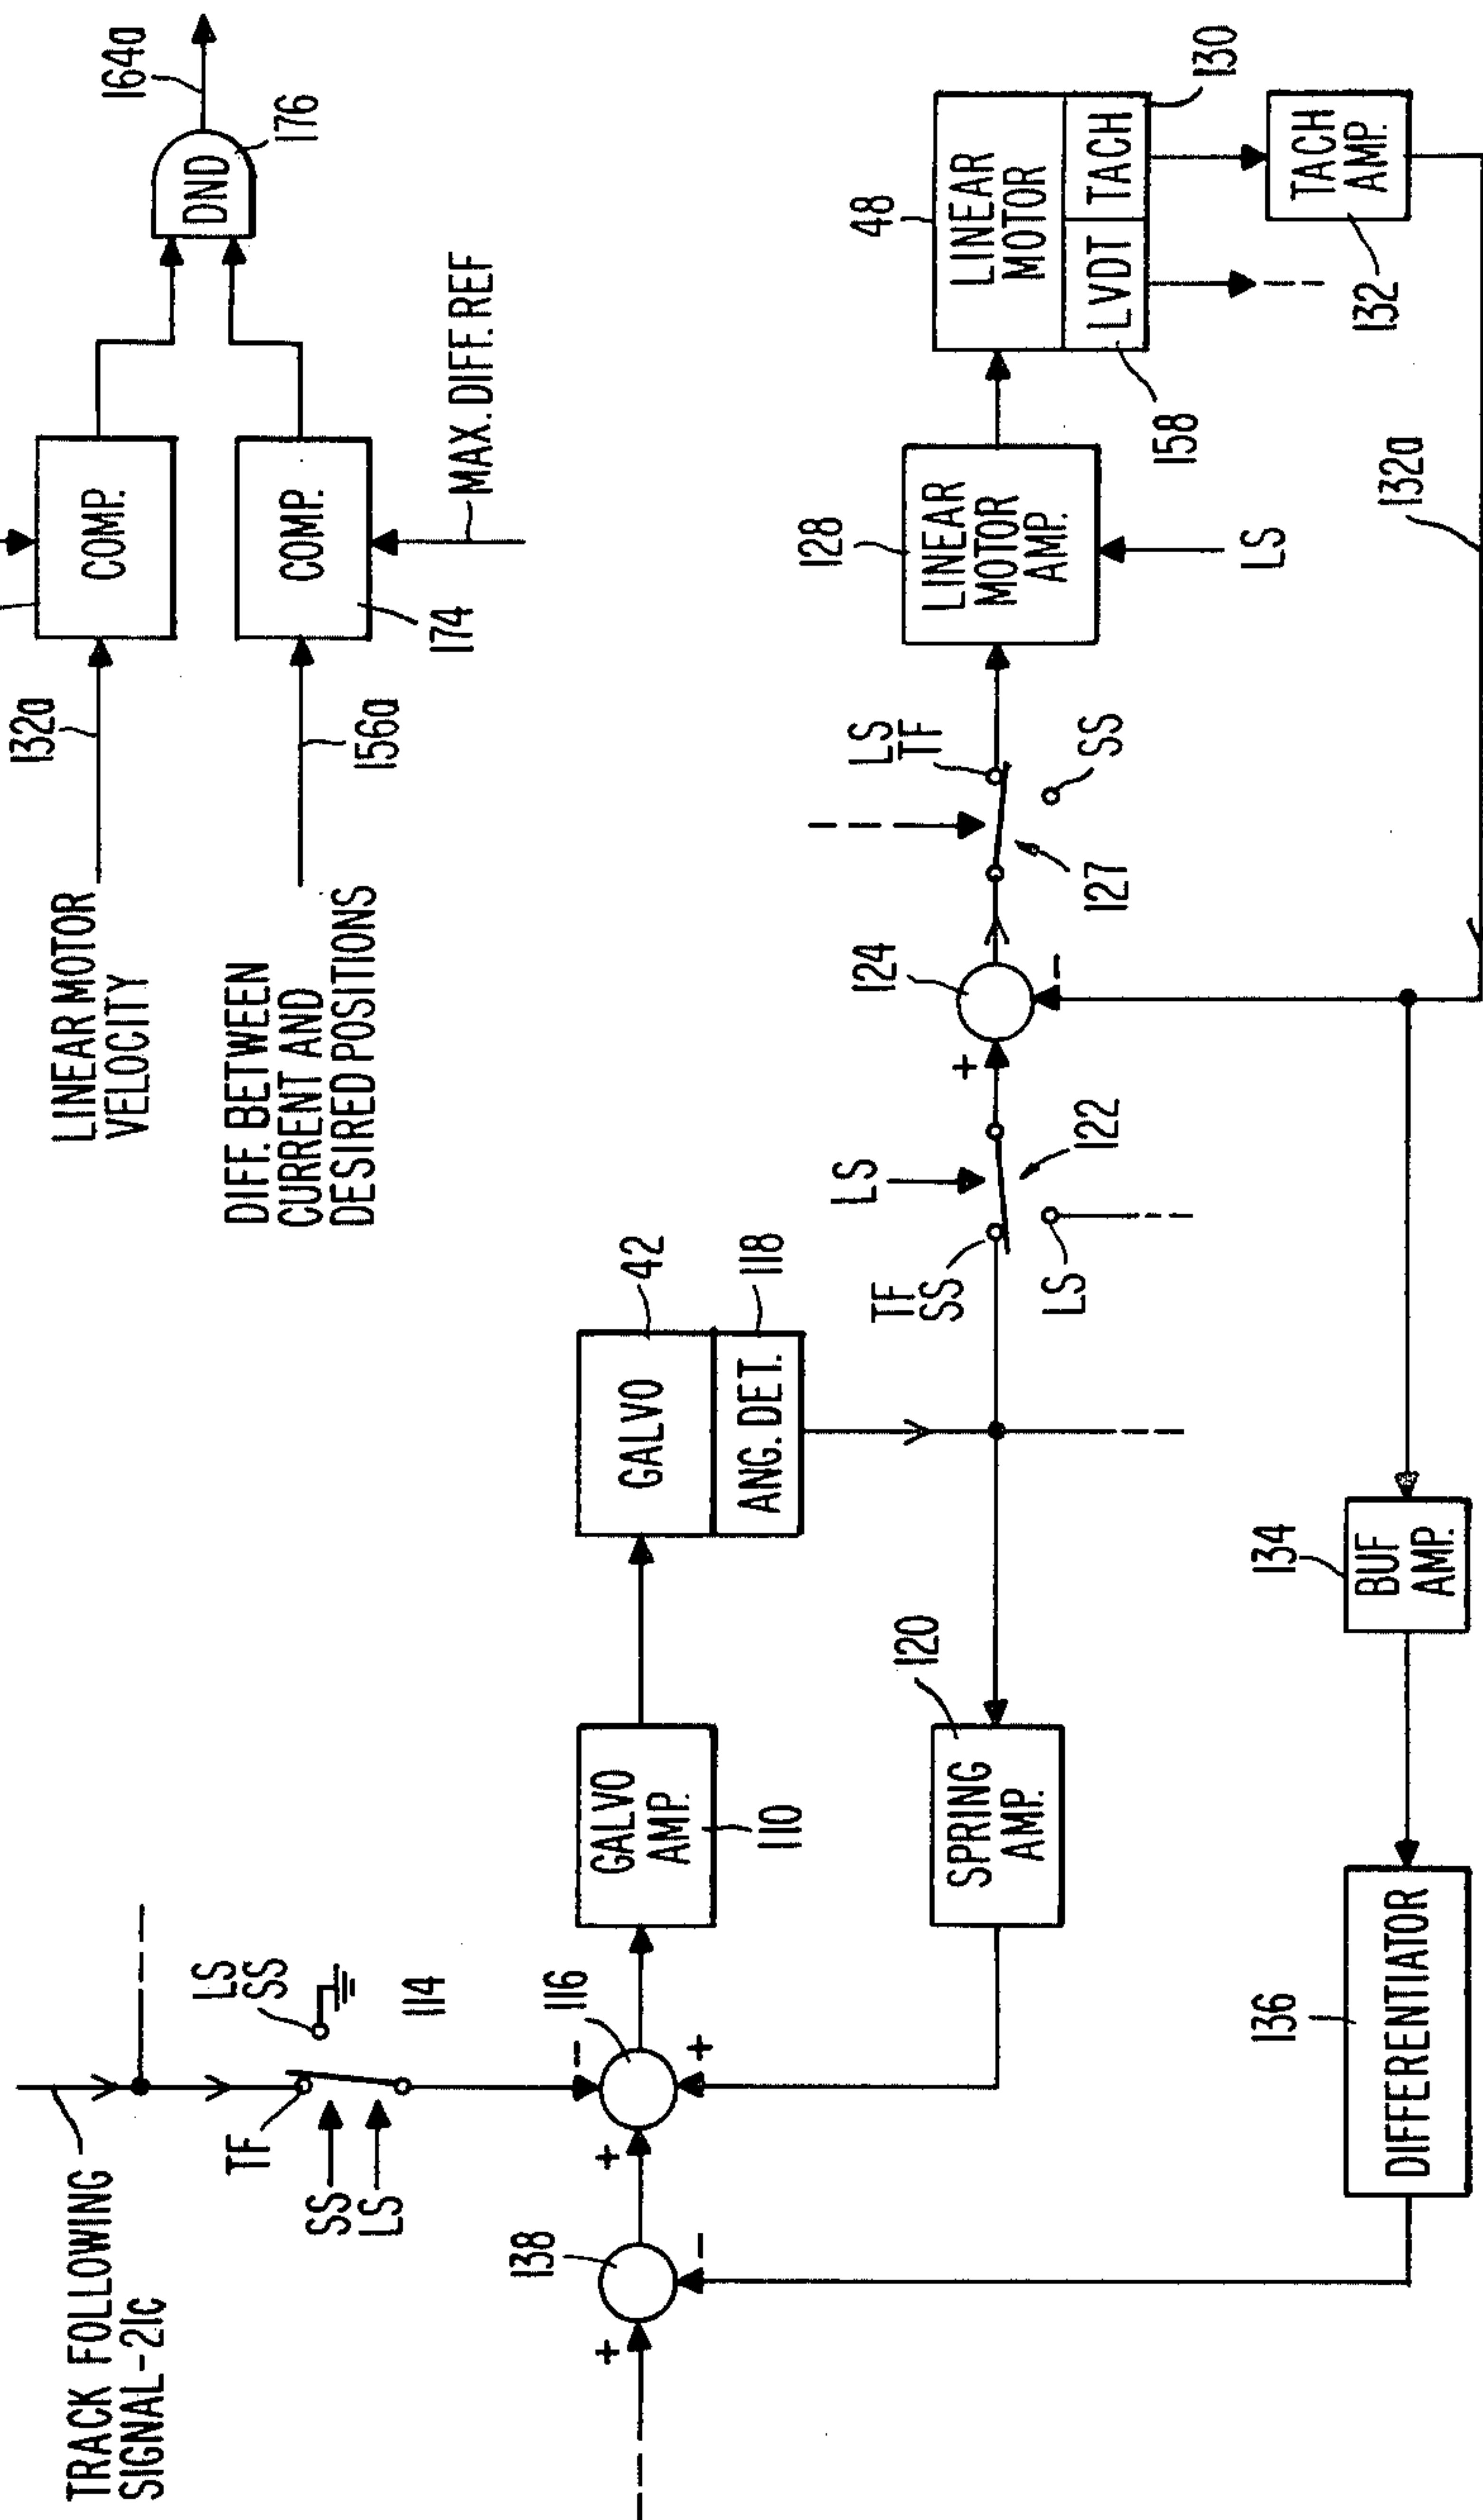 TRACK FOLLOWING
SIGNAL-21c
TF
SS
LS
LS
SS
114
138
+
-
116
-
+
+
GALVO
AMP.
110
GALVO
42
ANG. DET.
118
SPRING
AMP.
120
TF
SS
LS
LS
122
+
124
-
LS
TF
SS
127
LINEAR
MOTOR
AMP.
128
LS
LINEAR
MOTOR
48
LVDT
TACH
158
130
TACH
AMP.
132
132a
BUF
AMP.
134
DIFFERENTIATOR
136
LINEAR MOTOR
VELOCITY
132a
COMP.
DIFF. BETWEEN
CURRENT AND
DESIRED POSITIONS
156a
COMP.
174
MAX. DIFF. REF
DND
176
164a